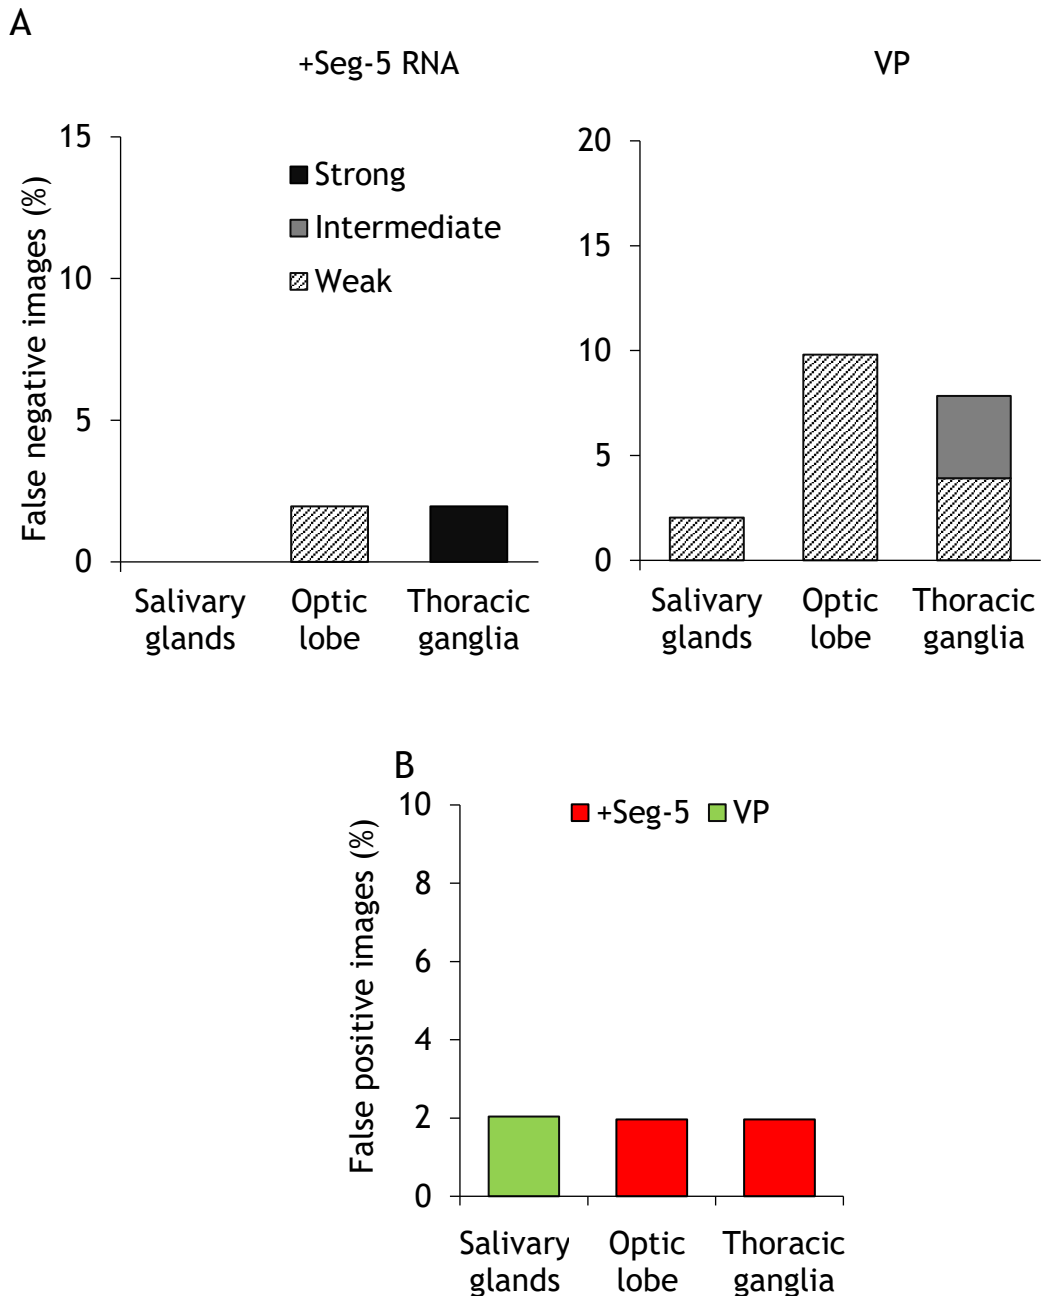 A
+Seg-5 RNA
VP
False negative images (%)
15
10
5
0
Strong
Intermediate
Weak
Salivary
glands
Optic
lobe
Thoracic
ganglia
20
15
10
5
0
Salivary
glands
Optic
lobe
Thoracic
ganglia
B
False positive images (%)
10
8
6
4
2
0
+Seg-5 VP
Salivary
glands
Optic
lobe
Thoracic
ganglia